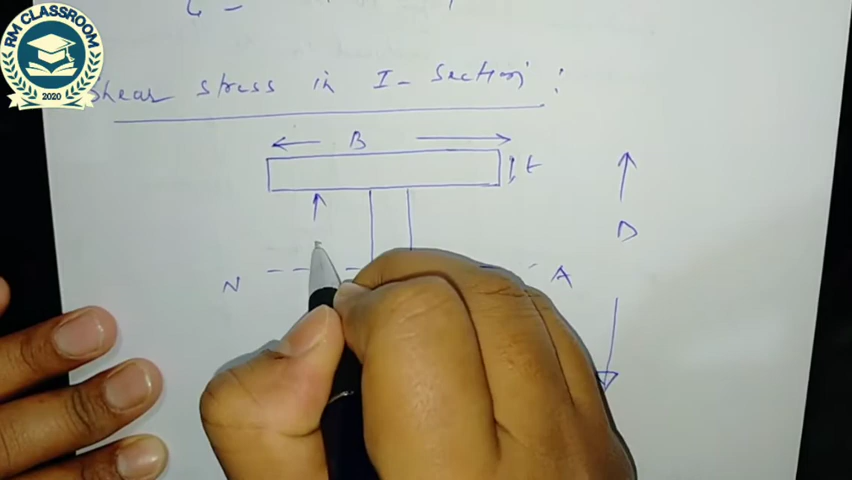 RM CLASSROOM
2020
Shear stress in I- Section :
B
t
D
N
A